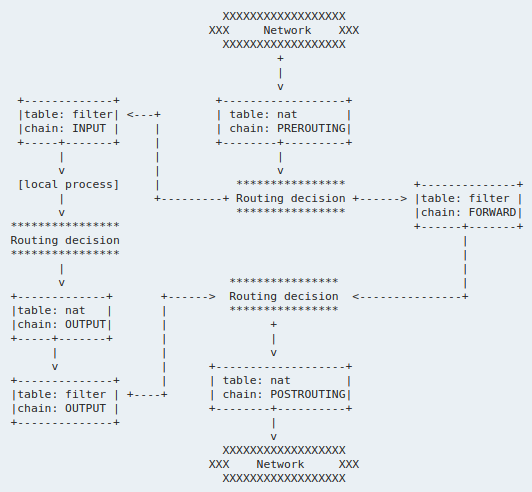 XXXXXXXXXXXXXXXXXX
                             XXX     Network    XXX
                               XXXXXXXXXXXXXXXXXX
                                       +
                                       |
                                       v
 +-------------+              +------------------+
 |table: filter| <---+        | table: nat       |
 |chain: INPUT |     |        | chain: PREROUTING|
 +-----+-------+     |        +--------+---------+
       |             |                 |
       v             |                 v
 [local process]     |           ****************          +--------------+
       |             +---------+ Routing decision +------> |table: filter |
       v                         ****************          |chain: FORWARD|
****************                                           +------+-------+
Routing decision                                                  |
****************                                                  |
       |                                                          |
       v                        ****************                  |
+-------------+       +------>  Routing decision  <---------------+
|table: nat   |       |         ****************
|chain: OUTPUT|       |               +
+-----+-------+       |               |
      |               |               v
      v               |      +-------------------+
+--------------+      |      | table: nat        |
|table: filter | +----+      | chain: POSTROUTING|
|chain: OUTPUT |             +--------+----------+
+--------------+                      |
                                      v
                               XXXXXXXXXXXXXXXXXX
                             XXX    Network     XXX
                               XXXXXXXXXXXXXXXXXX